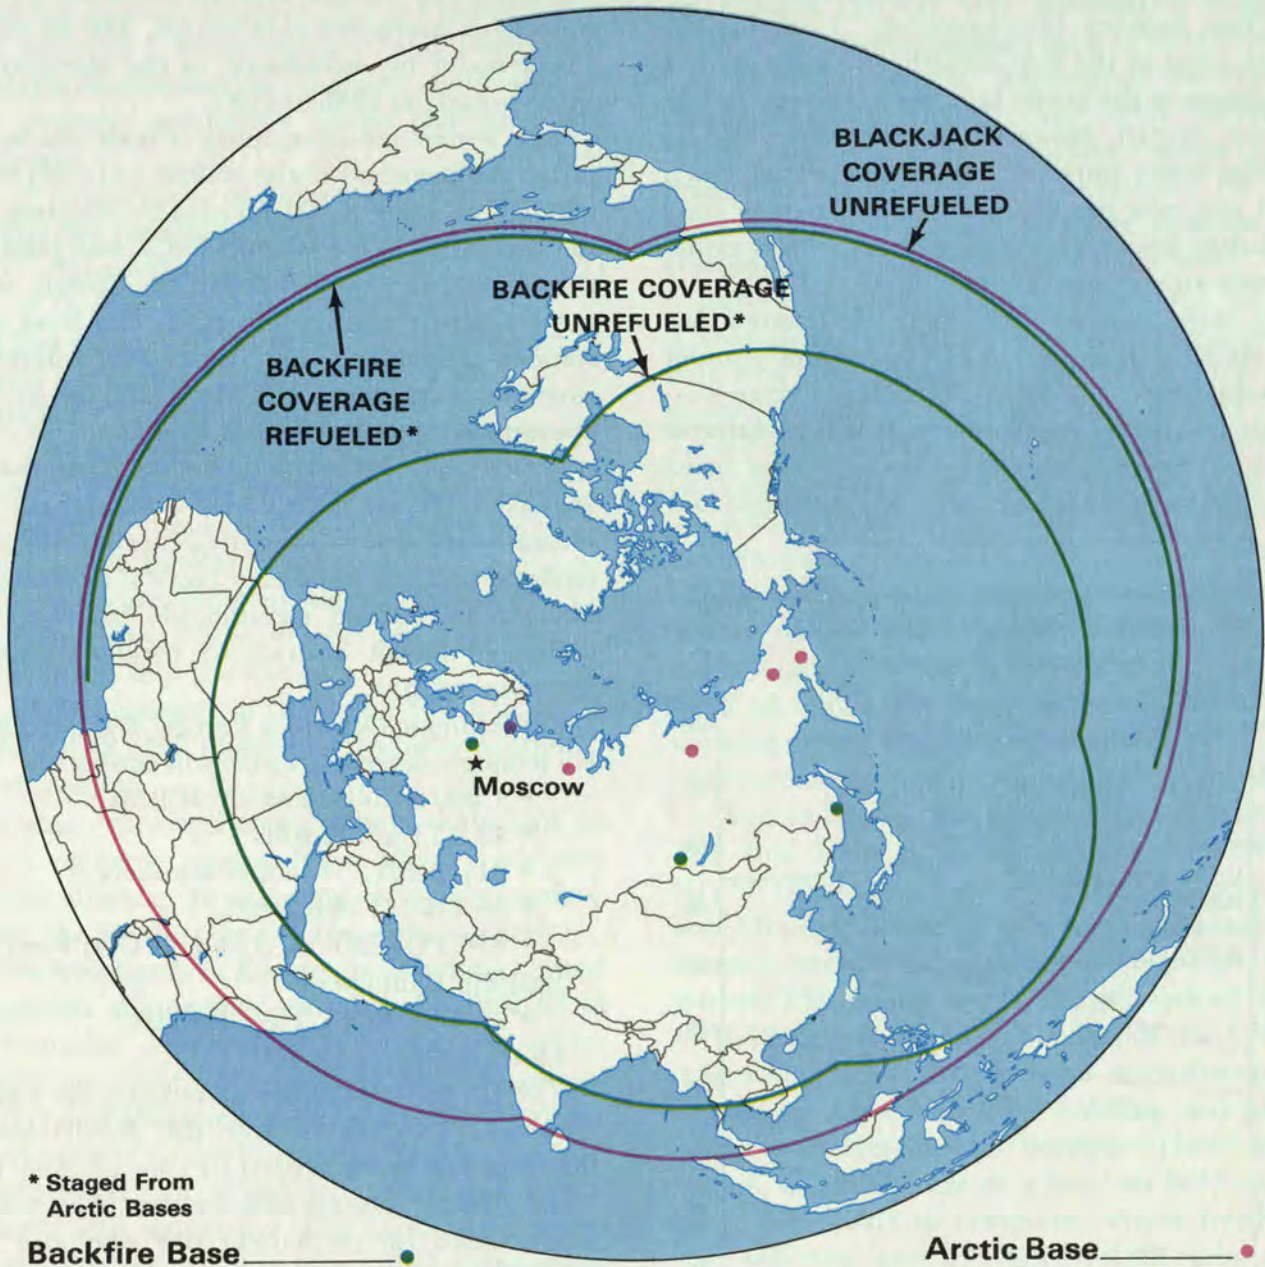 BLACKJACK
COVERAGE
UNREFUELED
BACKFIRE COVERAGE
UNREFUELED*
BACKFIRE
COVERAGE
REFUELED*
Moscow
* Staged From
Arctic Bases
Backfire Base
Arctic Base